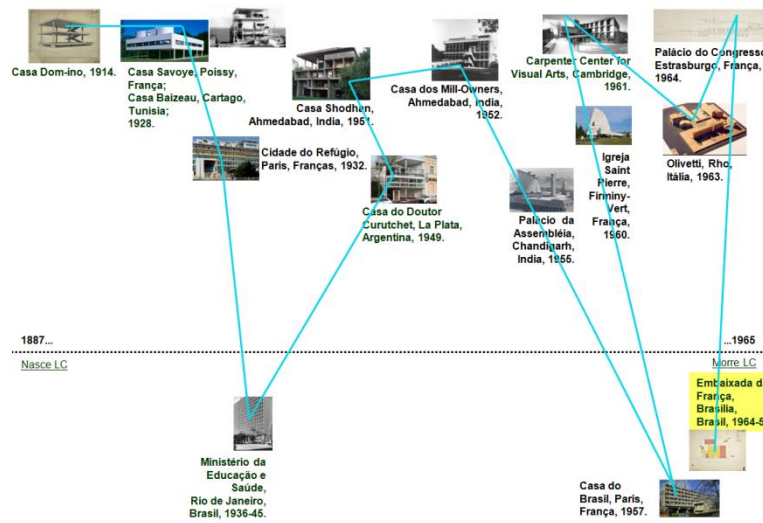 Casa Dom-ino, 1914.
Casa Savoye, Poissy,
França;
Casa Baizeau, Cartago,
Tunísia;
1928.
Casa Shodhan,
Ahmedabad, India, 1951.
Casa dos Mill-Owners,
Ahmedabad, India,
1952.
Carpenter Center for
Visual Arts, Cambridge,
1961.
Palácio do Congresso
Estrasburgo, França,
1964.
Cidade do Refúgio,
Paris, Franças, 1932.
Casa do Doutor
Curutchet, La Plata,
Argentina, 1949.
Palácio da
Assembléia,
Chandigarh,
India, 1955.
Igreja
Saint
Pierre,
Firminy-
Vert,
França,
1960.
Olivetti, Rho,
Itália, 1963.
1887...
...1965
Nasce LC
Morre LC
Embaixada d
França,
Brasília,
Brasil, 1964-5
Ministério da
Educação e
Saúde,
Rio de Janeiro,
Brasil, 1936-45.
Casa do
Brasil, Paris,
França, 1957.